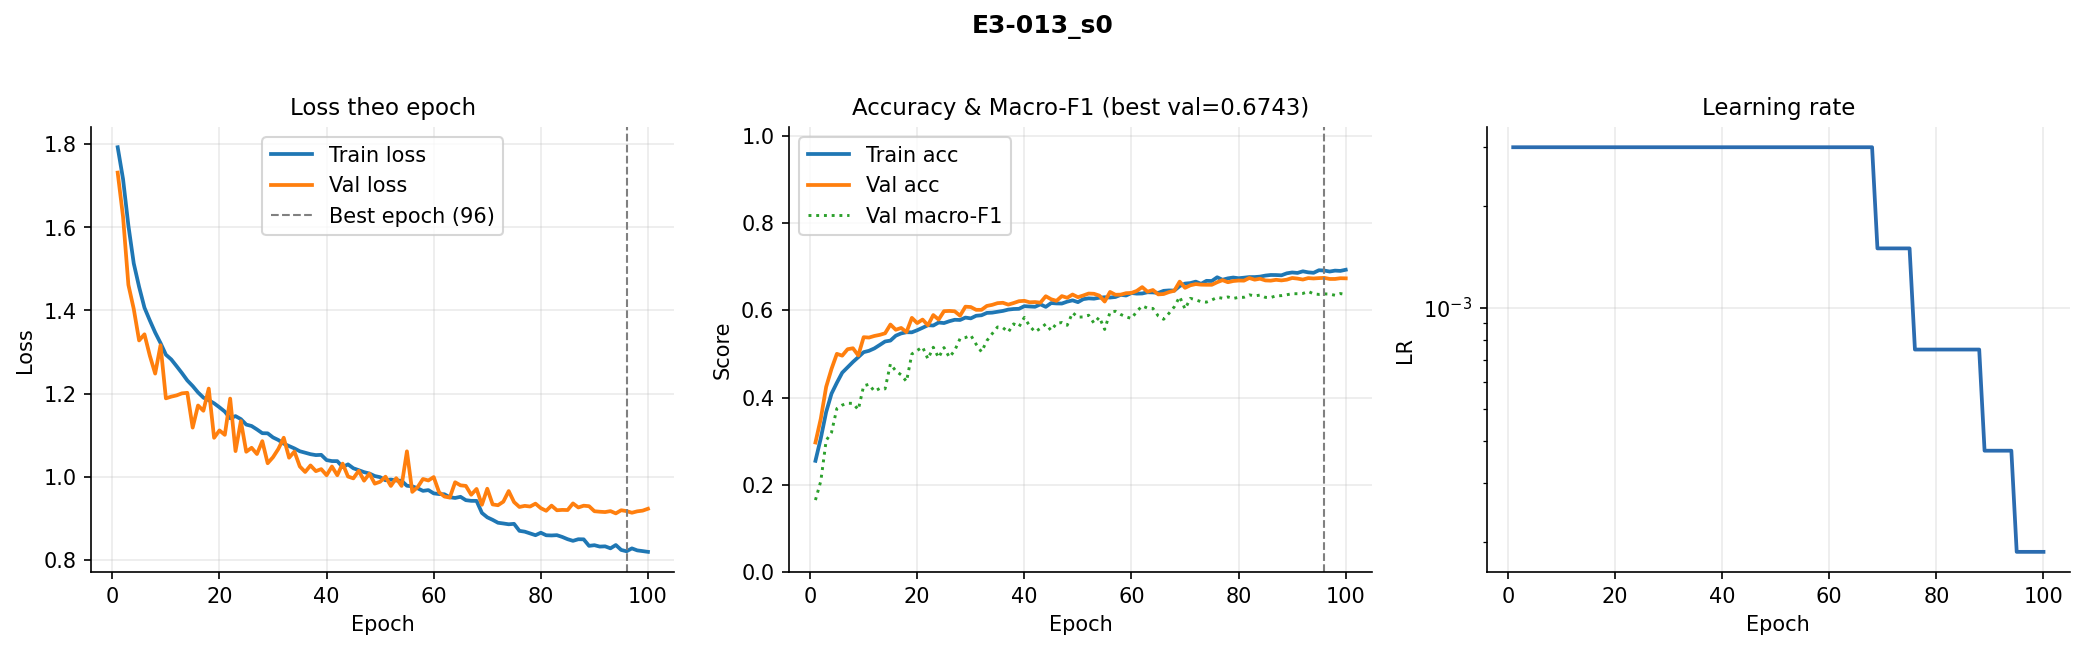 E3-013_s0
Loss theo epoch
1.8
1.6
1.4
1.2
1.0
0.8
Loss
0 20 40 60 80 100
Epoch
Train loss
Val loss
Best epoch (96)
Accuracy & Macro-F1 (best val=0.6743)
1.0
0.8
0.6
0.4
0.2
0.0
Score
0 20 40 60 80 100
Epoch
Train acc
Val acc
Val macro-F1
Learning rate
10⁻³
LR
0 20 40 60 80 100
Epoch